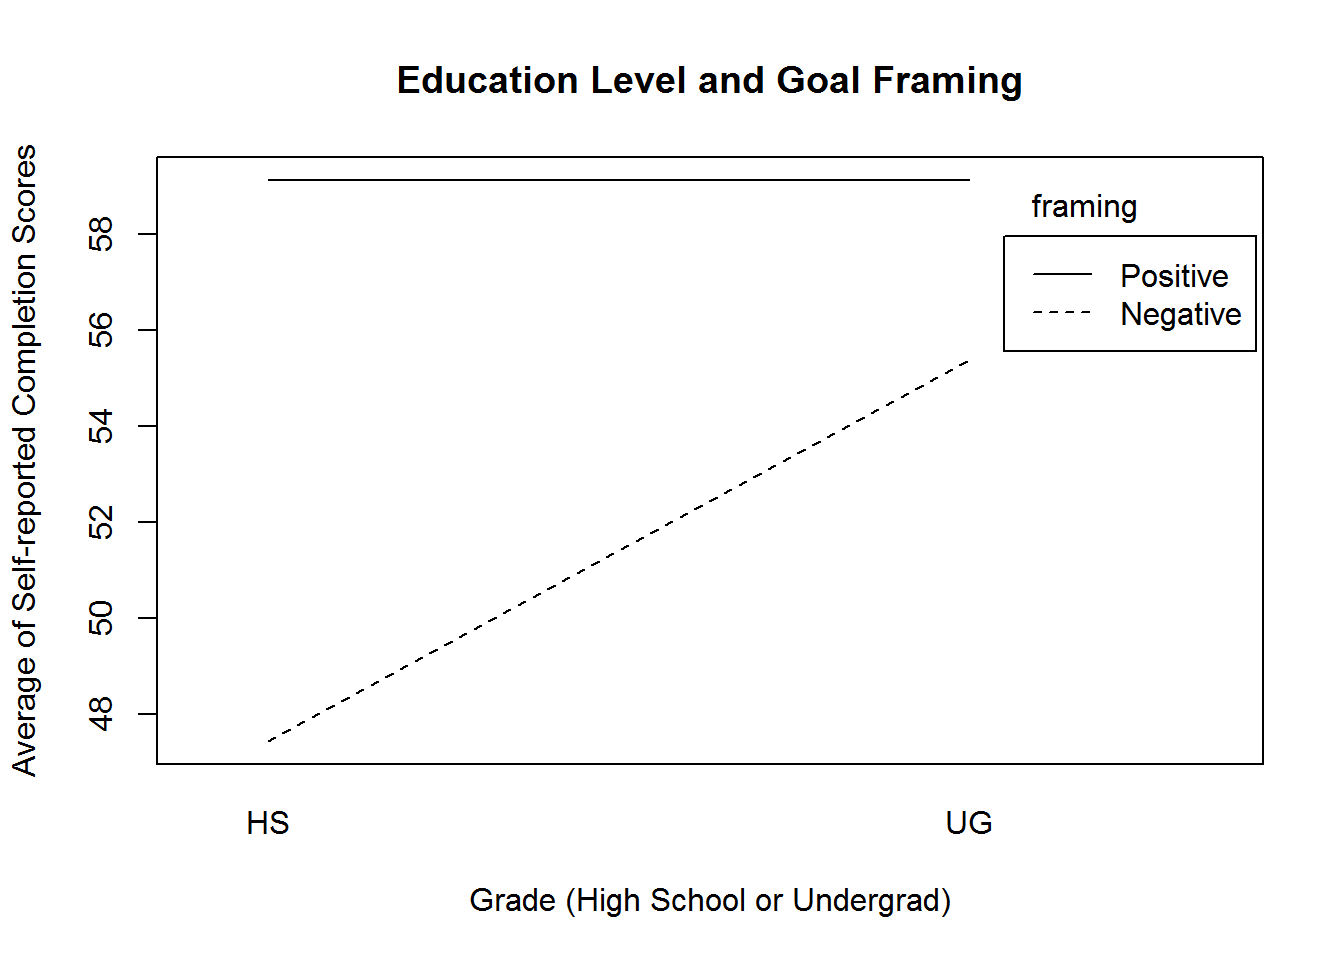 Education Level and Goal Framing
Average of Self-reported Completion Scores
58
56
54
52
50
48
framing
Positive
Negative
HS
UG
Grade (High School or Undergrad)